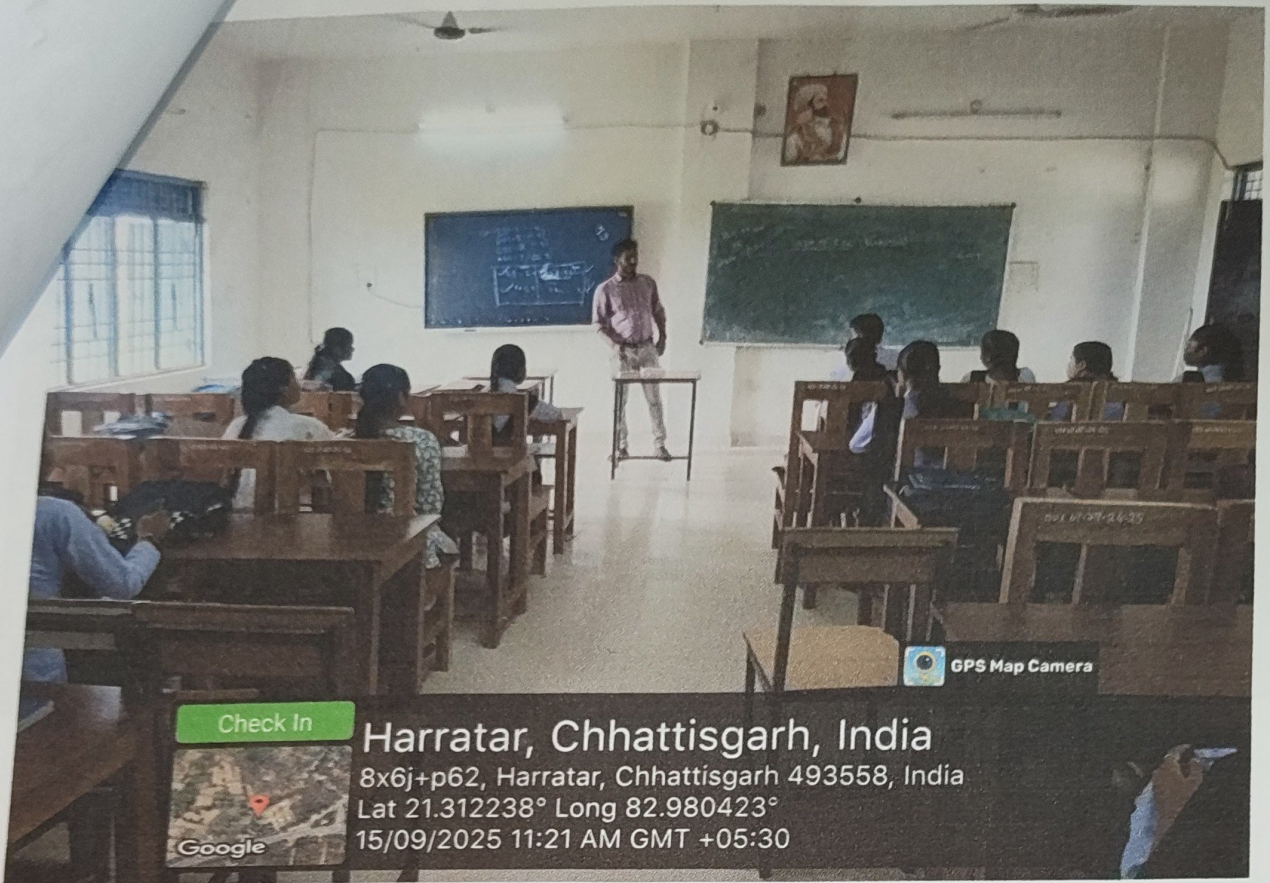 GPS Map Camera
Check In
Harratar, Chhattisgarh, India
8x6j+p62, Harratar, Chhattisgarh 493558, India
Lat 21.312238° Long 82.980423°
15/09/2025 11:21 AM GMT +05:30
Google